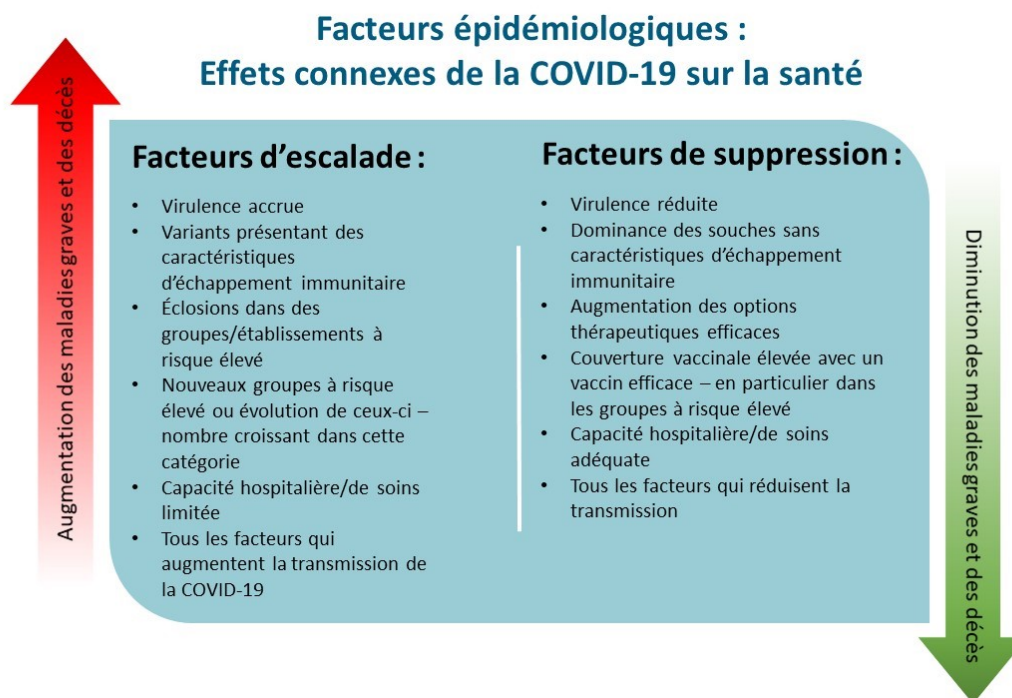 Facteurs épidémiologiques :
Effets connexes de la COVID-19 sur la santé
Augmentation des maladies graves et des décès
Facteurs d’escalade :
• Virulence accrue
• Variants présentant des
caractéristiques
d’échappement immunitaire
• Éclosions dans des
groupes/établissements à
risque élevé
• Nouveaux groupes à risque
élevé ou évolution de ceux-ci –
nombre croissant dans cette
catégorie
• Capacité hospitalière/de soins
limitée
• Tous les facteurs qui
augmentent la transmission de
la COVID-19
Facteurs de suppression :
• Virulence réduite
• Dominance des souches sans
caractéristiques d'échappement
immunitaire
• Augmentation des options
thérapeutiques efficaces
• Couverture vaccinale élevée avec un
vaccin efficace – en particulier dans
les groupes à risque élevé
• Capacité hospitalière/de soins
adéquate
• Tous les facteurs qui réduisent la
transmission
Diminution des maladies graves et des décès